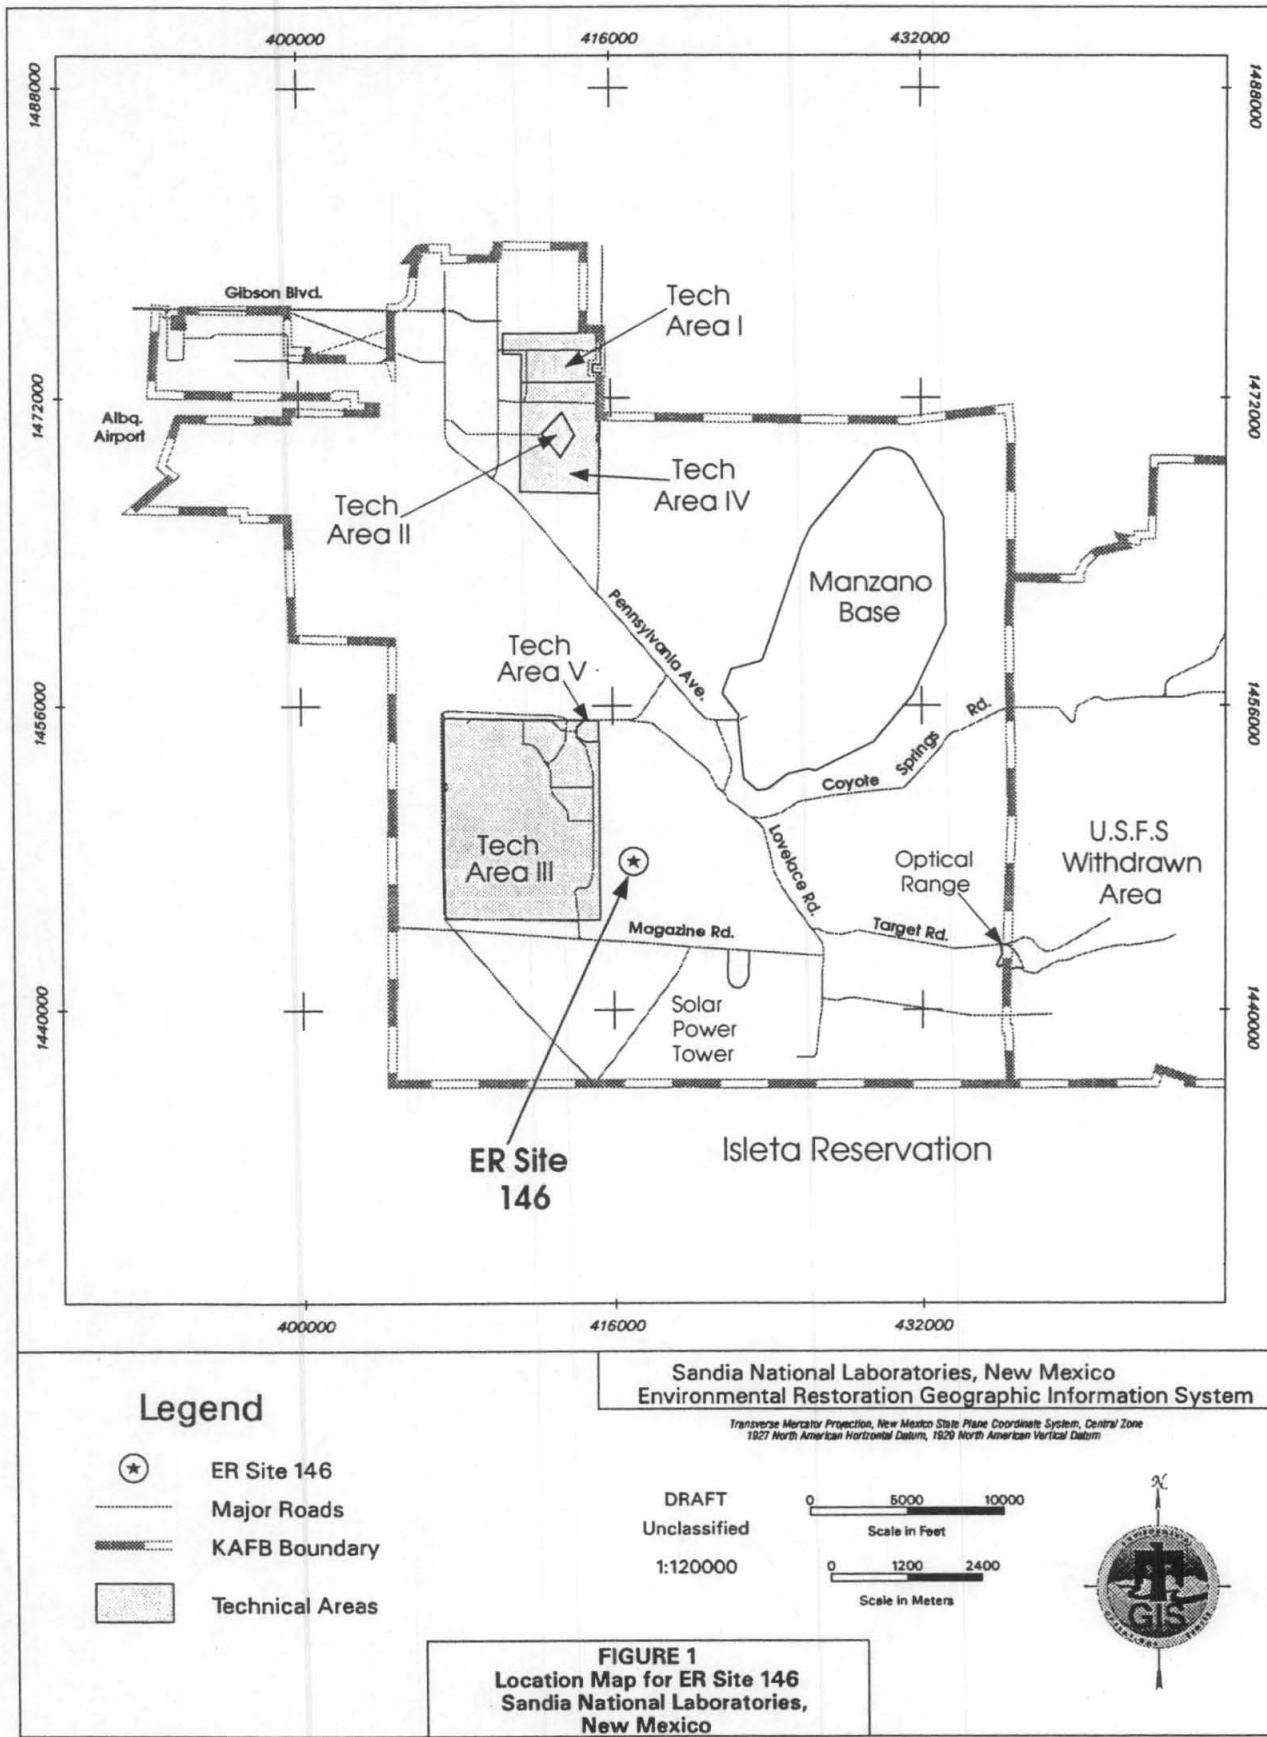 400000 416000 432000
1488000 1488000
Gibson Blvd.
Tech
Area I
1472000 1472000
Albq.
Airport
Tech
Area IV
Tech
Area II
Manzano
Base
Pennsylvania Ave.
Tech
Area V
1456000 1456000
Coyote Springs Rd.
Tech
Area III
Lovelace Rd.
Optical
Range
U.S.F.S
Withdrawn
Area
Magazine Rd.
Target Rd.
1440000 1440000
Solar
Power
Tower
ER Site
146
Isleta Reservation
400000 416000 432000
Legend
ER Site 146
Major Roads
KAFB Boundary
Technical Areas
Sandia National Laboratories, New Mexico
Environmental Restoration Geographic Information System
Transverse Mercator Projection, New Mexico State Plane Coordinate System, Central Zone
1927 North American Horizontal Datum, 1929 North American Vertical Datum
DRAFT
Unclassified
1:120000
0 5000 10000
Scale in Feet
0 1200 2400
Scale in Meters
N
GIS
FIGURE 1
Location Map for ER Site 146
Sandia National Laboratories,
New Mexico